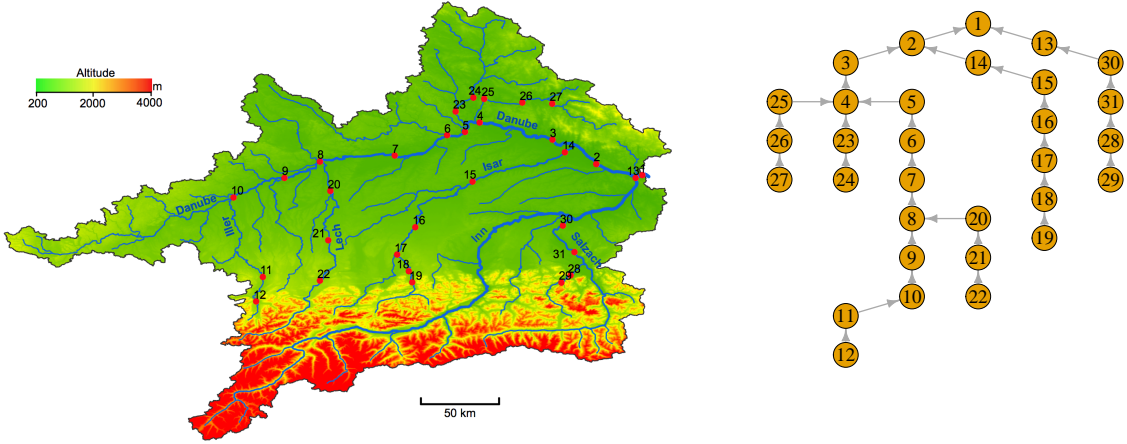 Altitude
m
200 2000 4000
24 25
26 27
23
4
Danube
5
6
3
14
8
7
2
Isar
9
13 1
15
10
20
Danube
Iller
16
30
21
Lech
Inn
Salzach
17
31
11
18
28
22
19
29
12
50 km
1
2 13
3 14 30
15
25 4 5 31
16
26 23 6 28
17
27 24 7 29
18
8 20
19
9 21
10 22
11
12